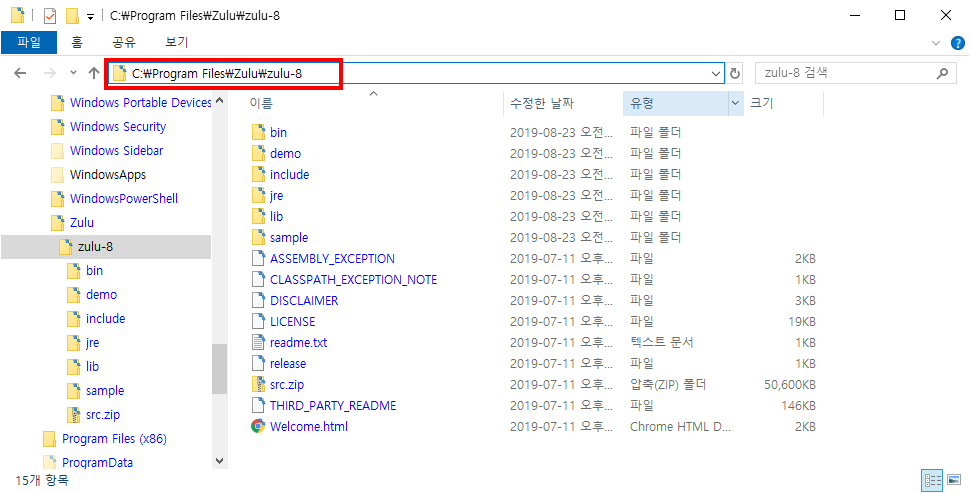 C:₩Program Files₩Zulu₩zulu-8
파일 홈 공유 보기
C:₩Program Files₩Zulu₩zulu-8 zulu-8 검색
이름 수정한 날짜 유형 크기
Windows Portable Devices
Windows Security
Windows Sidebar
WindowsApps
WindowsPowerShell
Zulu
zulu-8
bin
demo
include
jre
lib
sample
src.zip
Program Files (x86)
ProgramData
bin 2019-08-23 오전... 파일 폴더
demo 2019-08-23 오전... 파일 폴더
include 2019-08-23 오전... 파일 폴더
jre 2019-08-23 오전... 파일 폴더
lib 2019-08-23 오전... 파일 폴더
sample 2019-08-23 오전... 파일 폴더
ASSEMBLY_EXCEPTION 2019-07-11 오후... 파일 2KB
CLASSPATH_EXCEPTION_NOTE 2019-07-11 오후... 파일 1KB
DISCLAIMER 2019-07-11 오후... 파일 3KB
LICENSE 2019-07-11 오후... 파일 19KB
readme.txt 2019-07-11 오후... 텍스트 문서 1KB
release 2019-07-11 오후... 파일 1KB
src.zip 2019-07-11 오후... 압축(ZIP) 폴더 50,600KB
THIRD_PARTY_README 2019-07-11 오후... 파일 146KB
Welcome.html 2019-07-11 오후... Chrome HTML D... 2KB
15개 항목